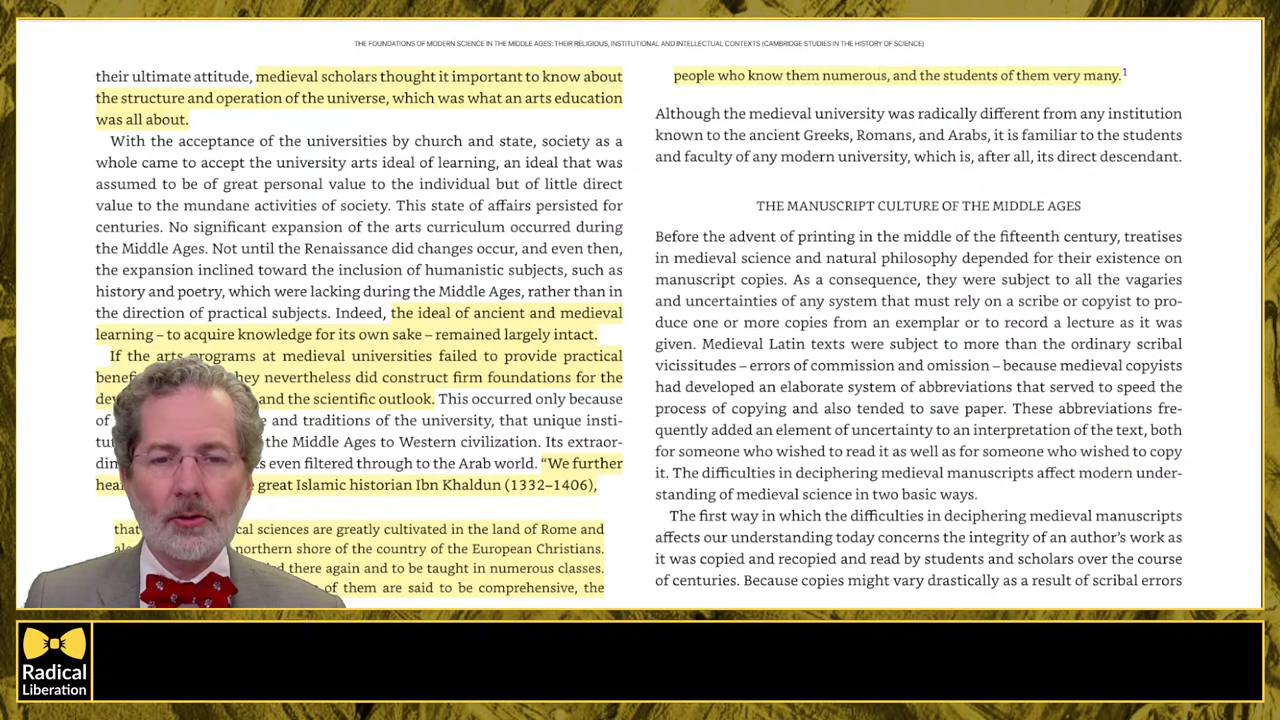 THE FOUNDATIONS OF MODERN SCIENCE IN THE MIDDLE AGES: THEIR RELIGIOUS, INSTITUTIONAL AND INTELLECTUAL CONTEXTS (CAMBRIDGE STUDIES IN THE HISTORY OF SCIENCE)
their ultimate attitude, medieval scholars thought it important to know about
the structure and operation of the universe, which was what an arts education
was all about.
With the acceptance of the universities by church and state, society as a
whole came to accept the university arts ideal of learning, an ideal that was
assumed to be of great personal value to the individual but of little direct
value to the mundane activities of society. This state of affairs persisted for
centuries. No significant expansion of the arts curriculum occurred during
the Middle Ages. Not until the Renaissance did changes occur, and even then,
the expansion inclined toward the inclusion of humanistic subjects, such as
history and poetry, which were lacking during the Middle Ages, rather than in
the direction of practical subjects. Indeed, the ideal of ancient and medieval
learning – to acquire knowledge for its own sake – remained largely intact.
If the arts programs at medieval universities failed to provide practical
they nevertheless did construct firm foundations for the
and the scientific outlook. This occurred only because
of and traditions of the university, that unique insti-
the Middle Ages to Western civilization. Its extraor-
even filtered through to the Arab world. “We further
great Islamic historian Ibn Khaldun (1332–1406),
that sciences are greatly cultivated in the land of Rome and
northern shore of the country of the European Christians.
there again and to be taught in numerous classes.
of them are said to be comprehensive, the
people who know them numerous, and the students of them very many.1
Although the medieval university was radically different from any institution
known to the ancient Greeks, Romans, and Arabs, it is familiar to the students
and faculty of any modern university, which is, after all, its direct descendant.
THE MANUSCRIPT CULTURE OF THE MIDDLE AGES
Before the advent of printing in the middle of the fifteenth century, treatises
in medieval science and natural philosophy depended for their existence on
manuscript copies. As a consequence, they were subject to all the vagaries
and uncertainties of any system that must rely on a scribe or copyist to pro-
duce one or more copies from an exemplar or to record a lecture as it was
given. Medieval Latin texts were subject to more than the ordinary scribal
vicissitudes – errors of commission and omission – because medieval copyists
had developed an elaborate system of abbreviations that served to speed the
process of copying and also tended to save paper. These abbreviations fre-
quently added an element of uncertainty to an interpretation of the text, both
for someone who wished to read it as well as for someone who wished to copy
it. The difficulties in deciphering medieval manuscripts affect modern under-
standing of medieval science in two basic ways.
The first way in which the difficulties in deciphering medieval manuscripts
affects our understanding today concerns the integrity of an author’s work as
it was copied and recopied and read by students and scholars over the course
of centuries. Because copies might vary drastically as a result of scribal errors
Radical
Liberation